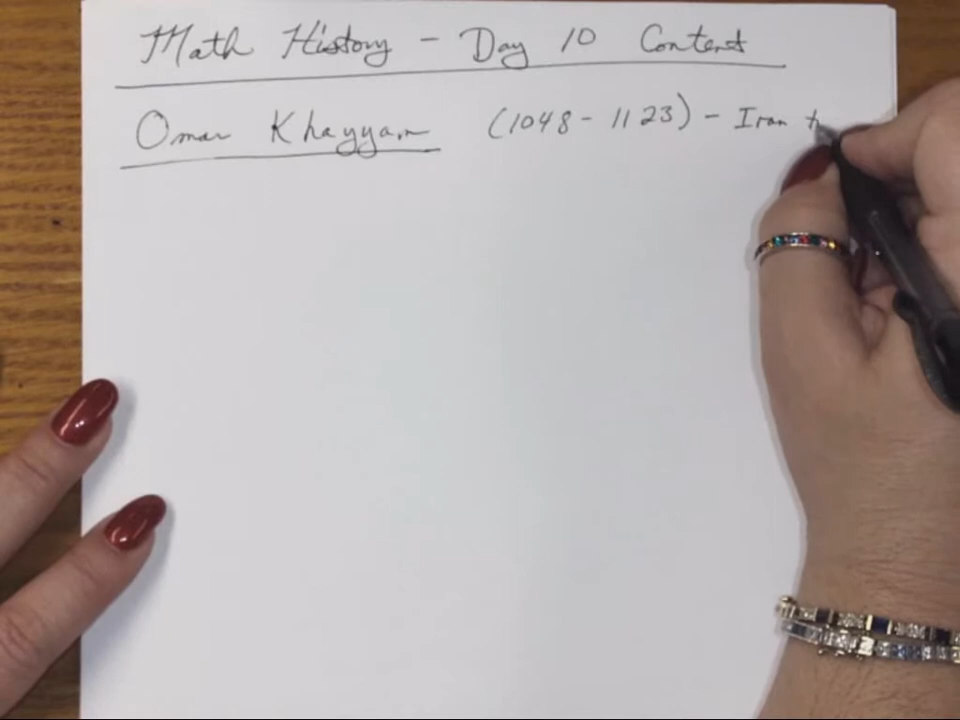 Math History - Day 10 Content
Omar Khayyam (1048 - 1123) - Iran